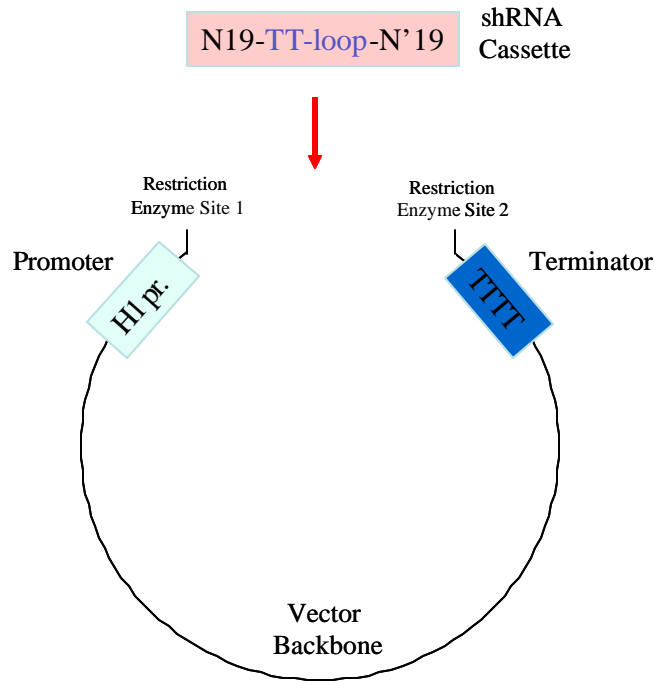 N19-TT-loop-N’19
shRNA
Cassette
Restriction
Enzyme Site 1
Restriction
Enzyme Site 2
Promoter
H1 pr.
TTTT
Terminator
Vector
Backbone